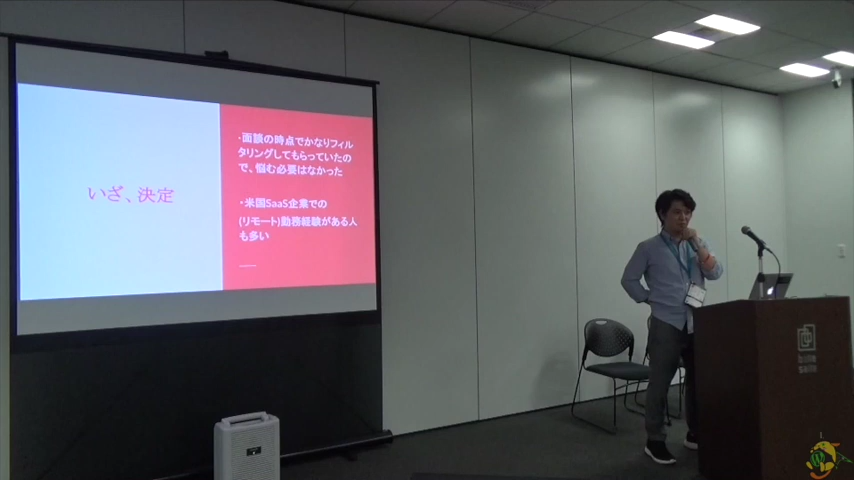 いざ、決定
・面談の時点でかなりフィル
タリングしてもらっていたの
で、悩む必要はなかった
・米国SaaS企業での
(リモート)勤務経験がある人
も多い